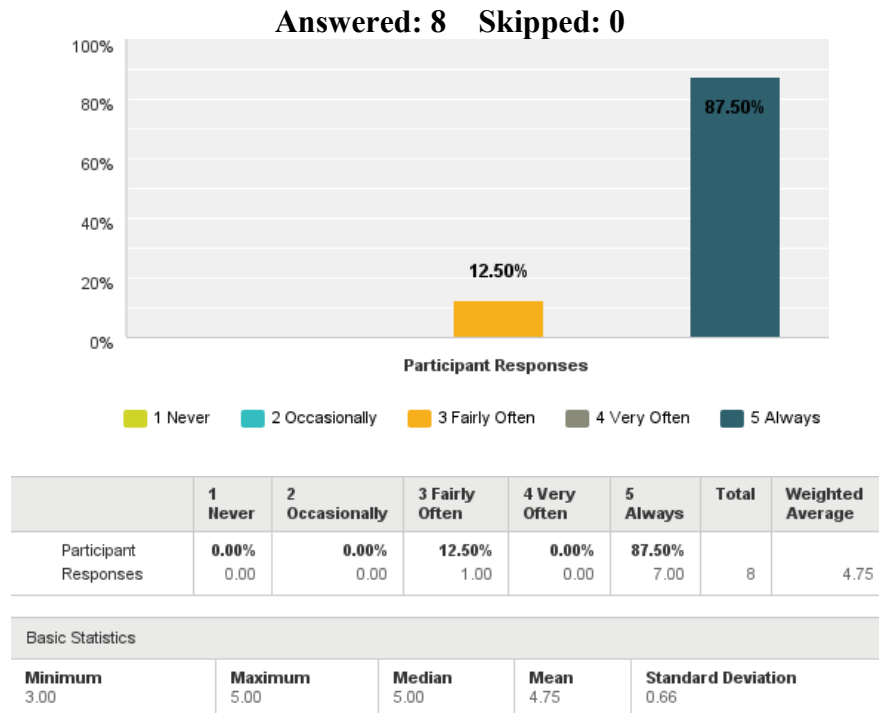 Answered: 8 Skipped: 0
100%
80%
60%
40%
20%
0%
87.50%
12.50%
Participant Responses
1 Never 2 Occasionally 3 Fairly Often 4 Very Often 5 Always
1 Never 2 Occasionally 3 Fairly Often 4 Very Often 5 Always Total Weighted Average
Participant Responses 0.00% 0.00% 12.50% 0.00% 87.50%
0.00 0.00 1.00 0.00 7.00 8 4.75
Basic Statistics
Minimum Maximum Median Mean Standard Deviation
3.00 5.00 5.00 4.75 0.66